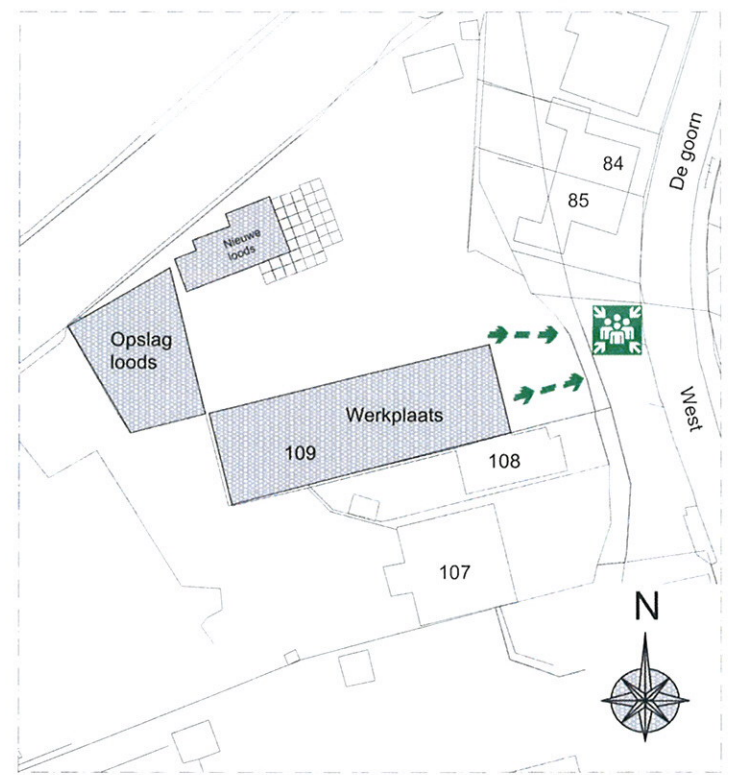 84
De goorn
85
Nieuwe
loods
Opslag
loods
Werkplaats
West
109
108
107
N